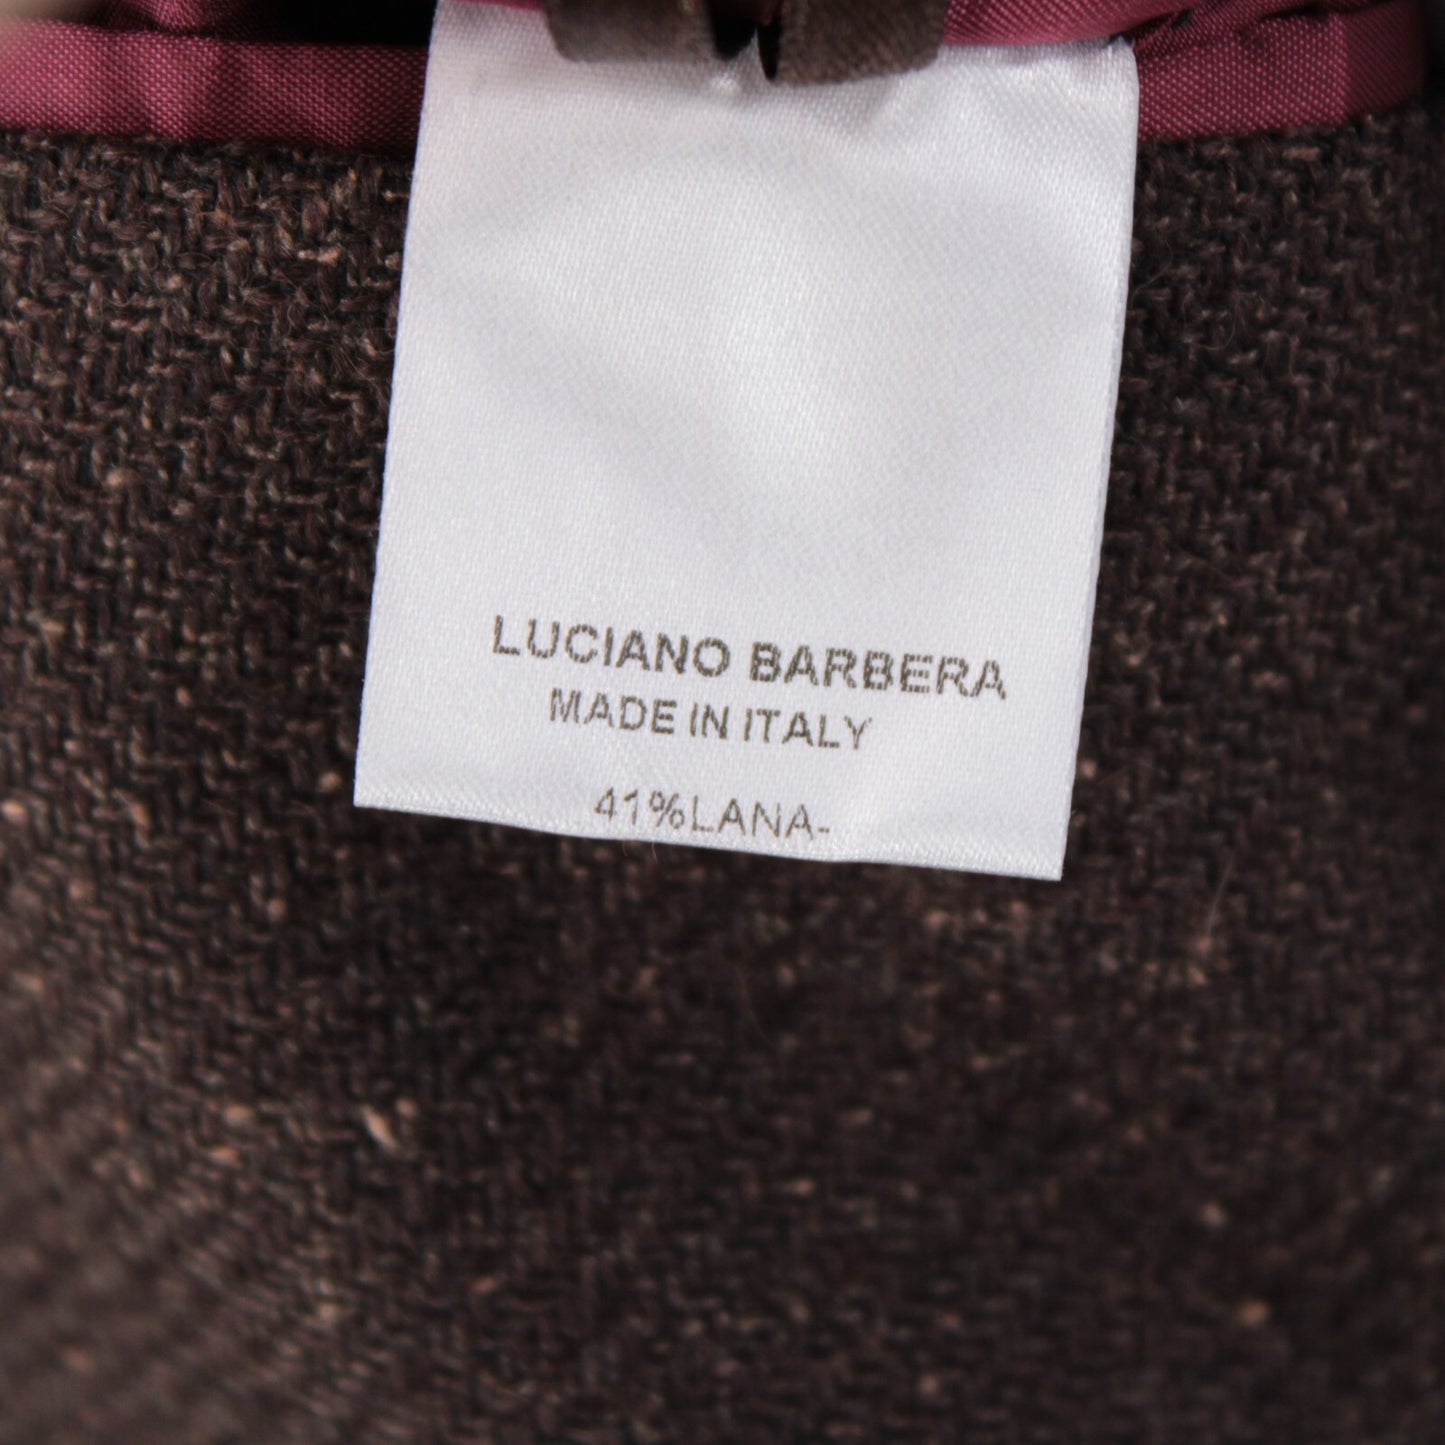 LUCIANO BARBERA
MADE IN ITALY
41%LANA-